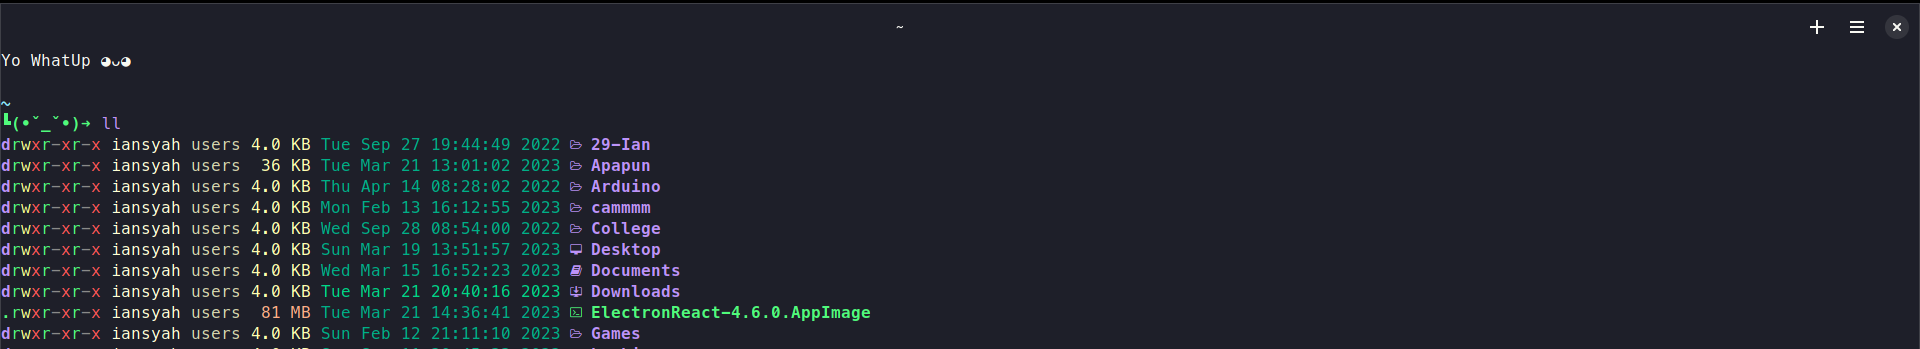 ~
Yo WhatUp ◕ᴗ◕
~
┗(•ˇ_ˇ•)→ ll
drwxr-xr-x iansyah users 4.0 KB Tue Sep 27 19:44:49 2022 29-Ian
drwxr-xr-x iansyah users 36 KB Tue Mar 21 13:01:02 2023 Apapun
drwxr-xr-x iansyah users 4.0 KB Thu Apr 14 08:28:02 2022 Arduino
drwxr-xr-x iansyah users 4.0 KB Mon Feb 13 16:12:55 2023 cammmm
drwxr-xr-x iansyah users 4.0 KB Wed Sep 28 08:54:00 2022 College
drwxr-xr-x iansyah users 4.0 KB Sun Mar 19 13:51:57 2023 Desktop
drwxr-xr-x iansyah users 4.0 KB Wed Mar 15 16:52:23 2023 Documents
drwxr-xr-x iansyah users 4.0 KB Tue Mar 21 20:40:16 2023 Downloads
.rwxr-xr-x iansyah users 81 MB Tue Mar 21 14:36:41 2023 ElectronReact-4.6.0.AppImage
drwxr-xr-x iansyah users 4.0 KB Sun Feb 12 21:11:10 2023 Games